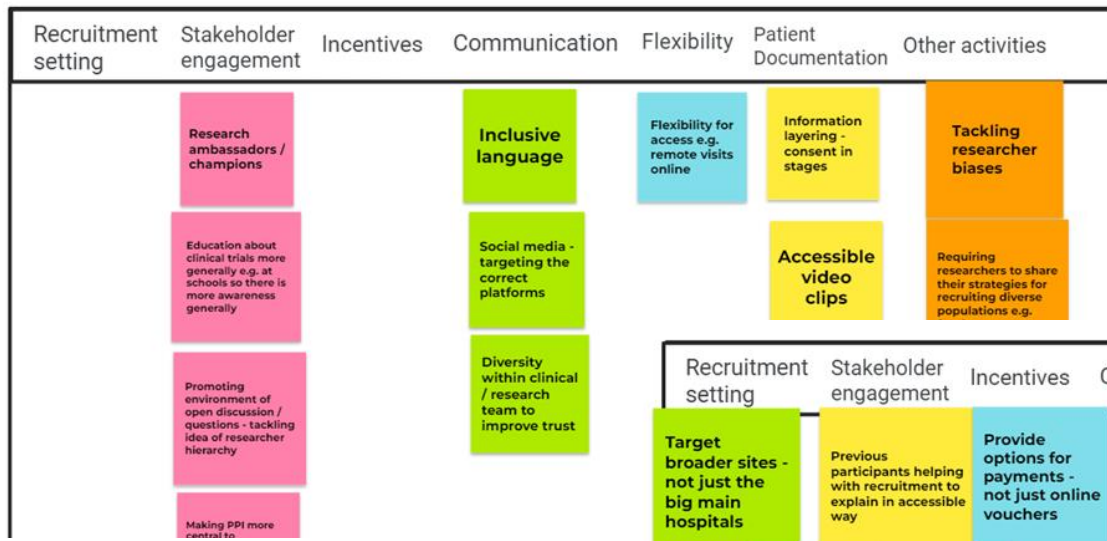 Recruitment
setting
Stakeholder
engagement
Incentives
Communication
Flexibility
Patient
Documentation
Other activities
Research
ambassadors /
champions
Education about
clinical trials more
generally e.g. at
schools so there is
more awareness
generally
Promoting
environment of
open discussion /
questions - tackling
idea of researcher
hierarchy
Making PPI more
central to
Inclusive
language
Social media -
targeting the
correct
platforms
Diversity
within clinical
/ research
team to
improve trust
Flexibility for
access e.g.
remote visits
online
Information
layering -
consent in
stages
Accessible
video
clips
Tackling
researcher
biases
Requiring
researchers to share
their strategies for
recruiting diverse
populations e.g.
Recruitment
setting
Stakeholder
engagement
Incentives
Target
broader sites -
not just the
big main
hospitals
Previous
participants helping
with recruitment to
explain in accessible
way
Provide
options for
payments -
not just online
vouchers